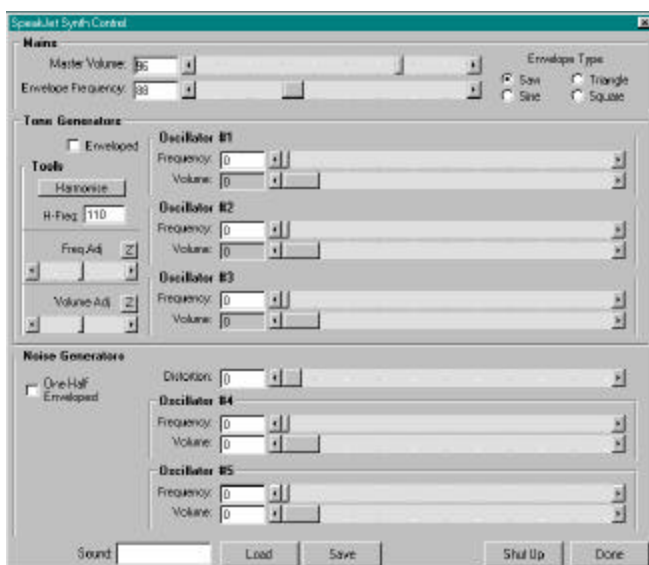 SpeakJet Synth Control
Mains
Master Volume: 96
Envelope Frequency: 88
Envelope Type
Saw Triangle
Sine Square
Tone Generators
Enveloped
Tools
Harmonise
H-Freq: 110
Freq Adj Z
Volume Adj Z
Oscillator #1
Frequency: 0
Volume: 0
Oscillator #2
Frequency: 0
Volume: 0
Oscillator #3
Frequency: 0
Volume: 0
Noise Generators
One Half
Enveloped
Distortion: 0
Oscillator #4
Frequency: 0
Volume: 0
Oscillator #5
Frequency: 0
Volume: 0
Sound: Load Save Shut Up Done